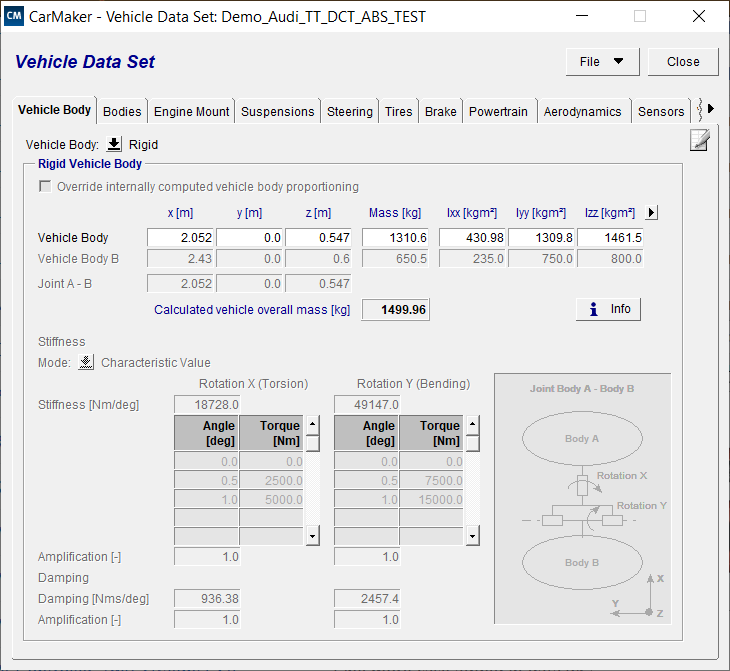 CM CarMaker - Vehicle Data Set: Demo_Audi_TT_DCT_ABS_TEST
Vehicle Data Set File Close
Vehicle Body Bodies Engine Mount Suspensions Steering Tires Brake Powertrain Aerodynamics Sensors
Vehicle Body: Rigid
Rigid Vehicle Body
Override internally computed vehicle body proportioning
x [m] y [m] z [m] Mass [kg] Ixx [kgm²] Iyy [kgm²] Izz [kgm²]
Vehicle Body 2.052 0.0 0.547 1310.6 430.98 1309.8 1461.5
Vehicle Body B 2.43 0.0 0.6 650.5 235.0 750.0 800.0
Joint A - B 2.052 0.0 0.547
Calculated vehicle overall mass [kg] 1499.96 i Info
Stiffness
Mode: Characteristic Value
Rotation X (Torsion) Rotation Y (Bending)
Stiffness [Nm/deg] 18728.0 49147.0
Angle Torque Angle Torque
[deg] [Nm] [deg] [Nm]
0.0 0.0 0.0 0.0
0.5 2500.0 0.5 7500.0
1.0 5000.0 1.0 15000.0
Amplification [-] 1.0 1.0
Damping
Damping [Nms/deg] 936.38 2457.4
Amplification [-] 1.0 1.0
Joint Body A - Body B
Body A
Rotation X
Rotation Y
Body B
X
Y
Z